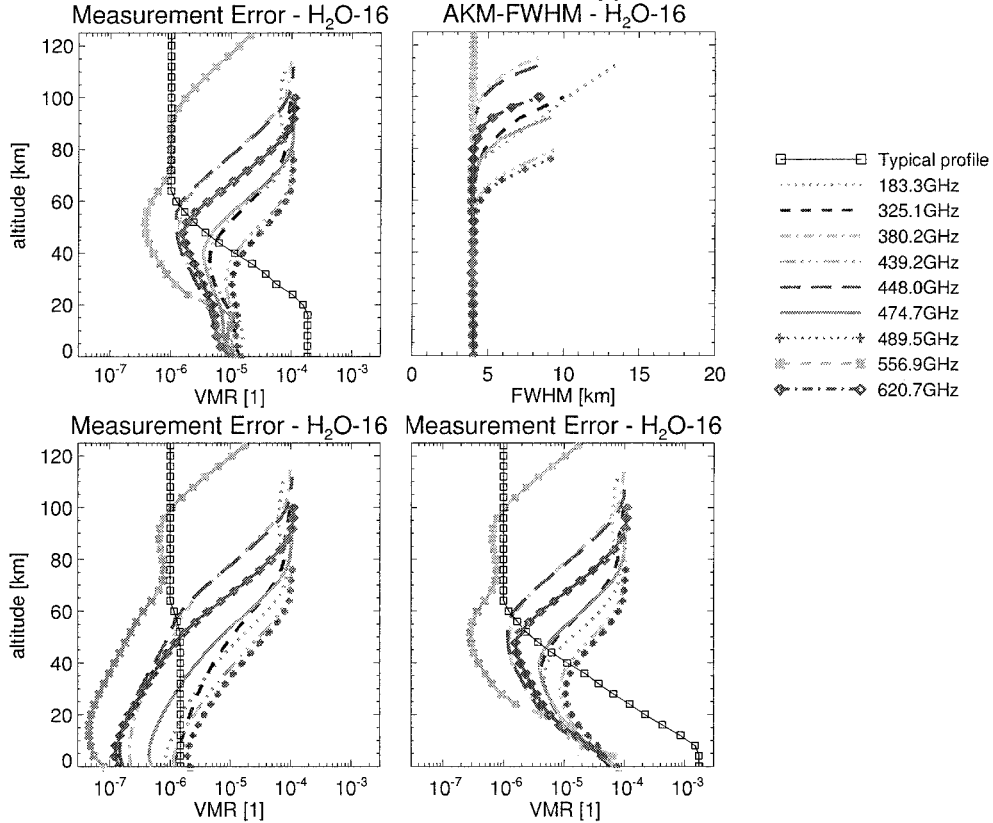 Measurement Error - H₂O-16
AKM-FWHM - H₂O-16
120
100
80
60
40
20
0
altitude [km]
10⁻⁷ 10⁻⁶ 10⁻⁵ 10⁻⁴ 10⁻³
VMR [1]
0 5 10 15 20
FWHM [km]
Typical profile
183.3GHz
325.1GHz
380.2GHz
439.2GHz
448.0GHz
474.7GHz
489.5GHz
556.9GHz
620.7GHz
Measurement Error - H₂O-16
Measurement Error - H₂O-16
120
100
80
60
40
20
0
altitude [km]
10⁻⁷ 10⁻⁶ 10⁻⁵ 10⁻⁴ 10⁻³
VMR [1]
10⁻⁷ 10⁻⁶ 10⁻⁵ 10⁻⁴ 10⁻³
VMR [1]